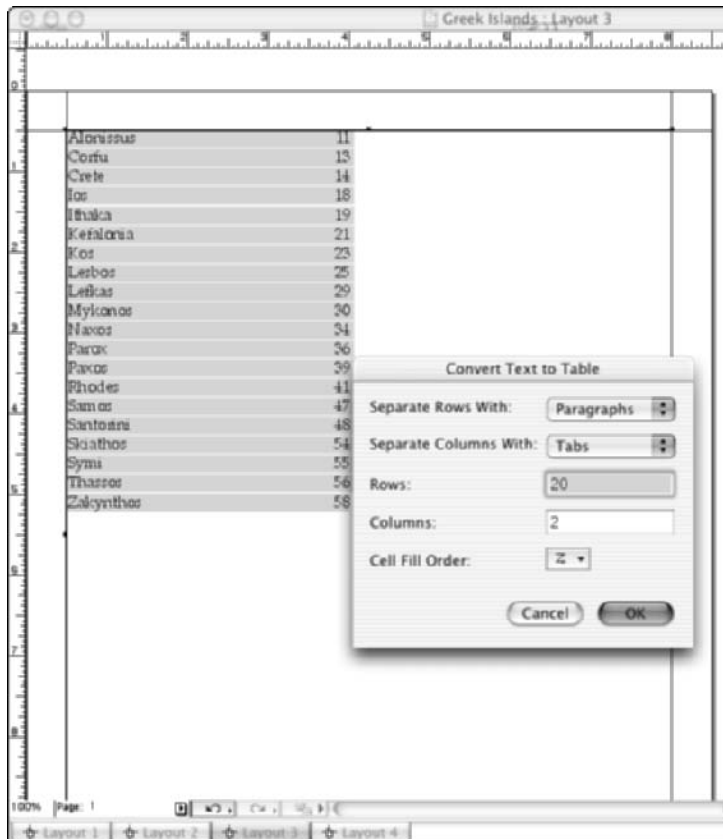 Greek Islands : Layout 3
Alonissus 11
Corfu 13
Crete 14
Ios 18
Ithaka 19
Kefalonia 21
Kos 23
Lesbos 25
Lefkas 29
Mykonos 30
Naxos 34
Parox 36
Paxos 39
Rhodes 41
Samos 47
Santorini 48
Skiathos 54
Symi 55
Thassos 56
Zakynthos 58
Convert Text to Table
Separate Rows With: Paragraphs
Separate Columns With: Tabs
Rows: 20
Columns: 2
Cell Fill Order: Z
Cancel OK
100% Page: 1
Layout 1 Layout 2 Layout 3 Layout 4